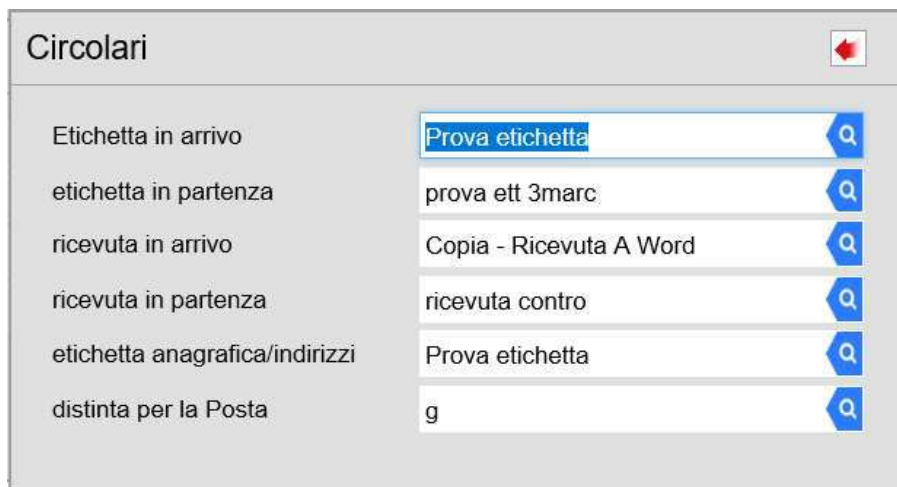 Circolari
Etichetta in arrivo Prova etichetta
etichetta in partenza prova ett 3marc
ricevuta in arrivo Copia - Ricevuta A Word
ricevuta in partenza ricevuta contro
etichetta anagrafica/indirizzi Prova etichetta
distinta per la Posta g